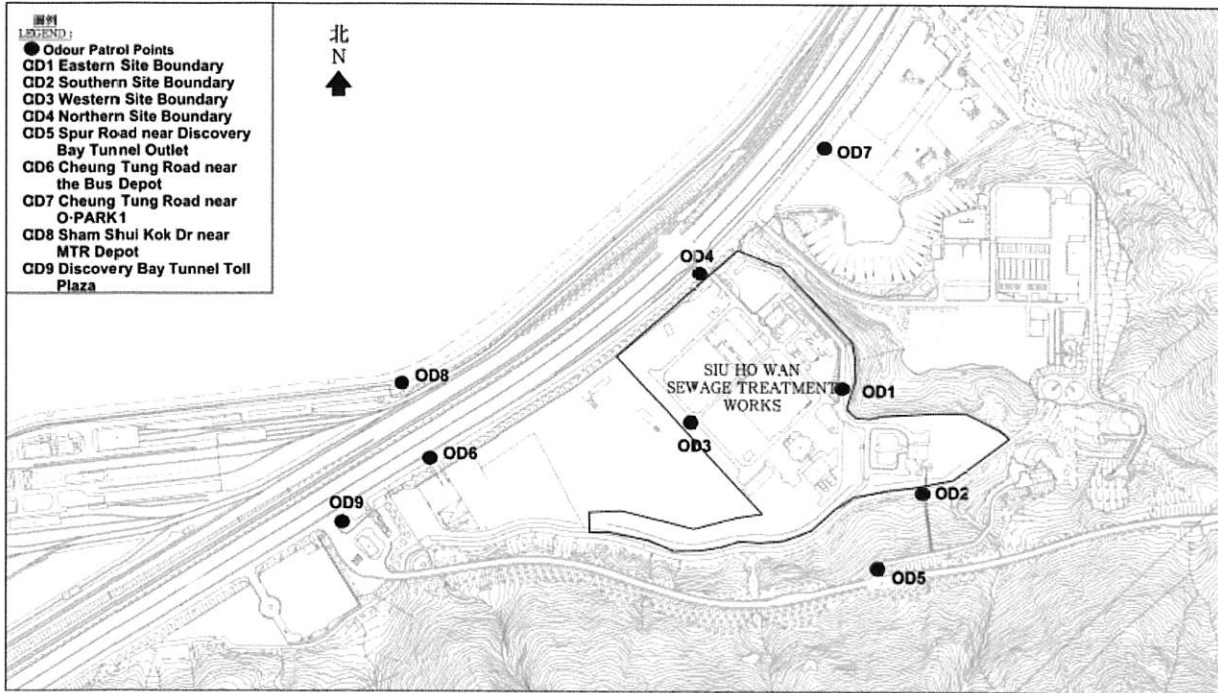 圖例
LEGEND :
Odour Patrol Points
OD1 Eastern Site Boundary
OD2 Southern Site Boundary
OD3 Western Site Boundary
OD4 Northern Site Boundary
OD5 Spur Road near Discovery
Bay Tunnel Outlet
OD6 Cheung Tung Road near
the Bus Depot
OD7 Cheung Tung Road near
O·PARK1
OD8 Sham Shui Kok Dr near
MTR Depot
OD9 Discovery Bay Tunnel Toll
Plaza
北
N
OD7
OD4
OD8
SIU HO WAN
SEWAGE TREATMENT
WORKS
OD1
OD3
OD6
OD2
OD9
OD5